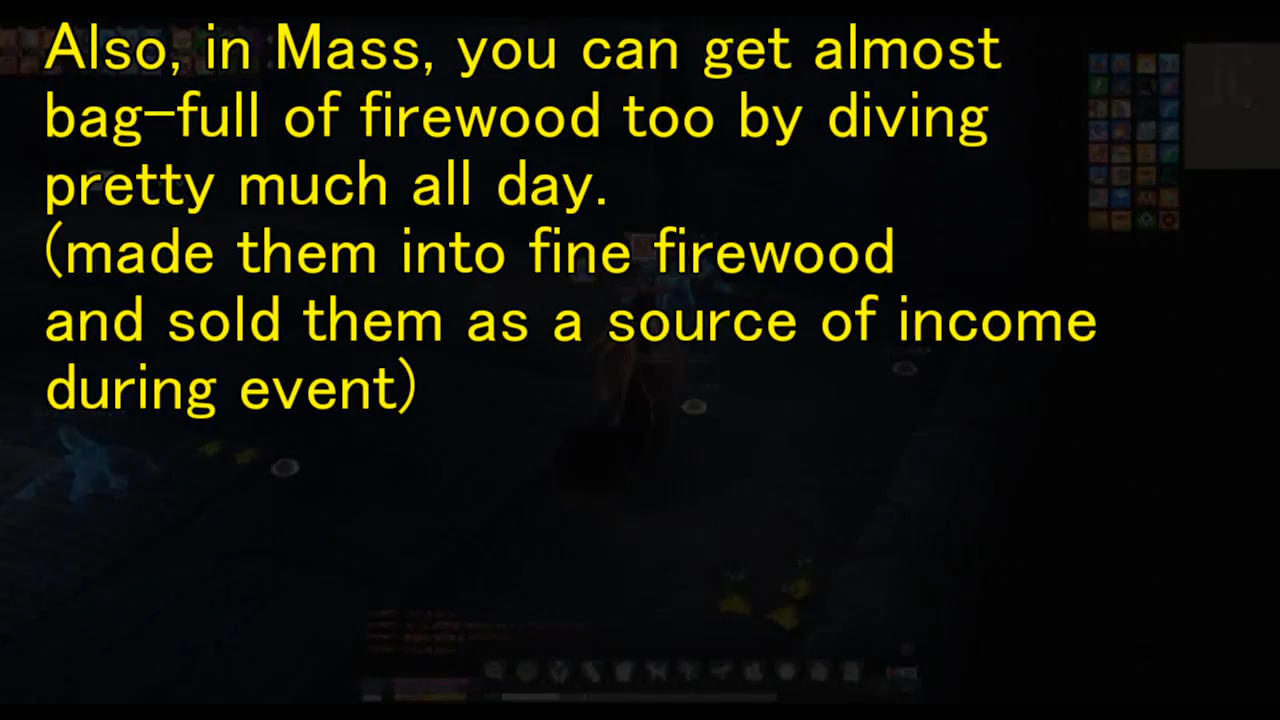 Also, in Mass, you can get almost
bag-full of firewood too by diving
pretty much all day.
(made them into fine firewood
and sold them as a source of income
during event)